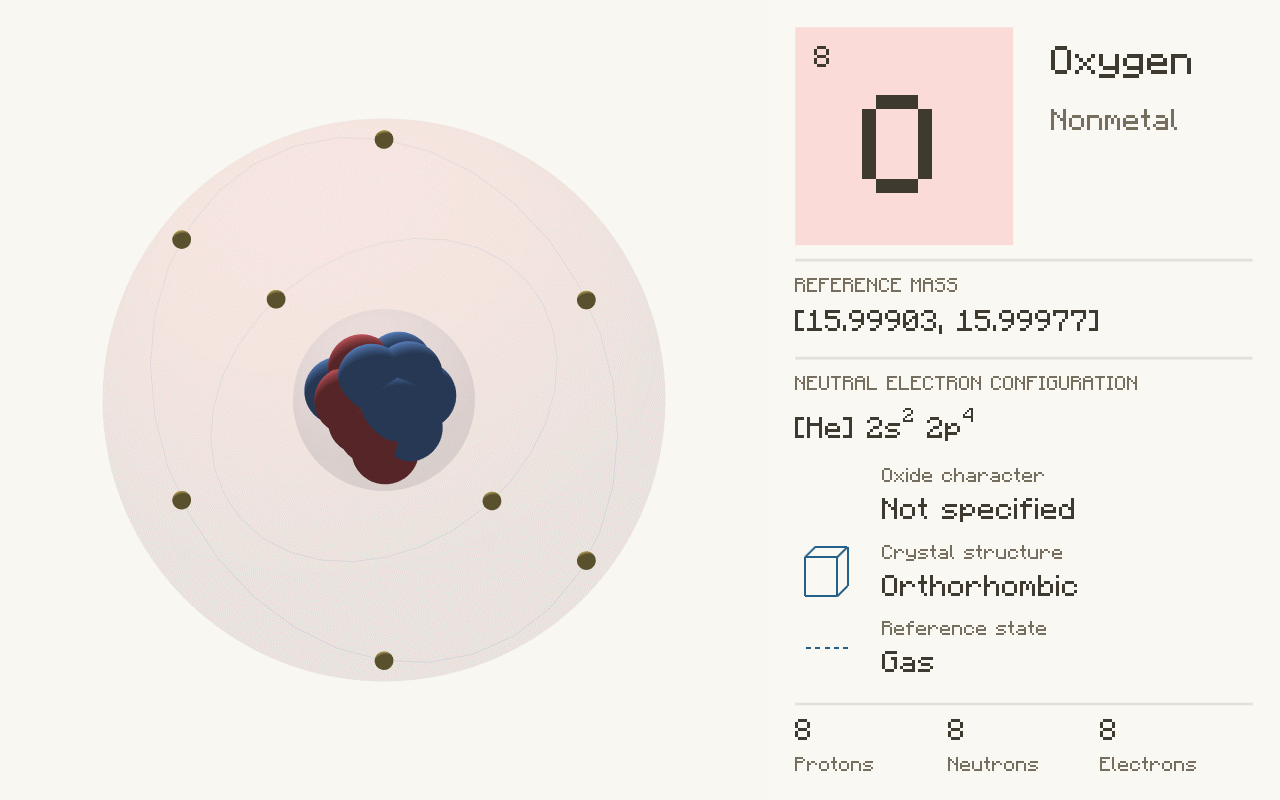 8
O
Oxygen
Nonmetal
REFERENCE MASS
[15.99903, 15.99977]
NEUTRAL ELECTRON CONFIGURATION
[He] 2s² 2p⁴
Oxide character
Not specified
Crystal structure
Orthorhombic
Reference state
Gas
8 8 8
Protons Neutrons Electrons